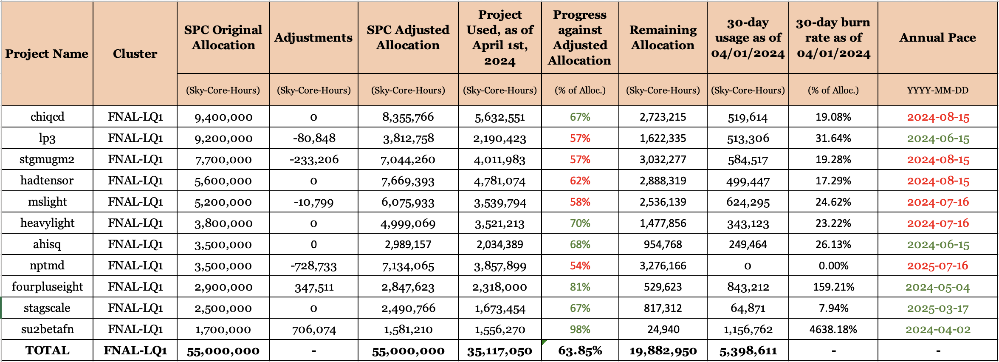 Project Name Cluster SPC Original Allocation Adjustments SPC Adjusted Allocation Project Used, as of April 1st, 2024 Progress against Adjusted Allocation Remaining Allocation 30-day usage as of 04/01/2024 30-day burn rate as of 04/01/2024 Annual Pace
(Sky-Core-Hours) (Sky-Core-Hours) (Sky-Core-Hours) (Sky-Core-Hours) (% of Alloc.) (Sky-Core-Hours) (Sky-Core-Hours) (% of Alloc.) YYYY-MM-DD
chiqcd FNAL-LQ1 9,400,000 0 8,355,766 5,632,551 67% 2,723,215 519,614 19.08% 2024-08-15
lp3 FNAL-LQ1 9,200,000 -80,848 3,812,758 2,190,423 57% 1,622,335 513,306 31.64% 2024-06-15
stgmugm2 FNAL-LQ1 7,700,000 -233,206 7,044,260 4,011,983 57% 3,032,277 584,517 19.28% 2024-08-15
hadtensor FNAL-LQ1 5,600,000 0 7,669,393 4,781,074 62% 2,888,319 499,447 17.29% 2024-08-15
mslight FNAL-LQ1 5,200,000 -10,799 6,075,933 3,539,794 58% 2,536,139 624,295 24.62% 2024-07-16
heavylight FNAL-LQ1 3,800,000 0 4,999,069 3,521,213 70% 1,477,856 343,123 23.22% 2024-07-16
ahisq FNAL-LQ1 3,500,000 0 2,989,157 2,034,389 68% 954,768 249,464 26.13% 2024-06-15
nptmd FNAL-LQ1 3,500,000 -728,733 7,134,065 3,857,899 54% 3,276,166 0 0.00% 2025-07-16
fourpluseight FNAL-LQ1 2,900,000 347,511 2,847,623 2,318,000 81% 529,623 843,212 159.21% 2024-05-04
stagscale FNAL-LQ1 2,500,000 0 2,490,766 1,673,454 67% 817,312 64,871 7.94% 2025-03-17
su2betafn FNAL-LQ1 1,700,000 706,074 1,581,210 1,556,270 98% 24,940 1,156,762 4638.18% 2024-04-02
TOTAL FNAL-LQ1 55,000,000 - 55,000,000 35,117,050 63.85% 19,882,950 5,398,611 - -